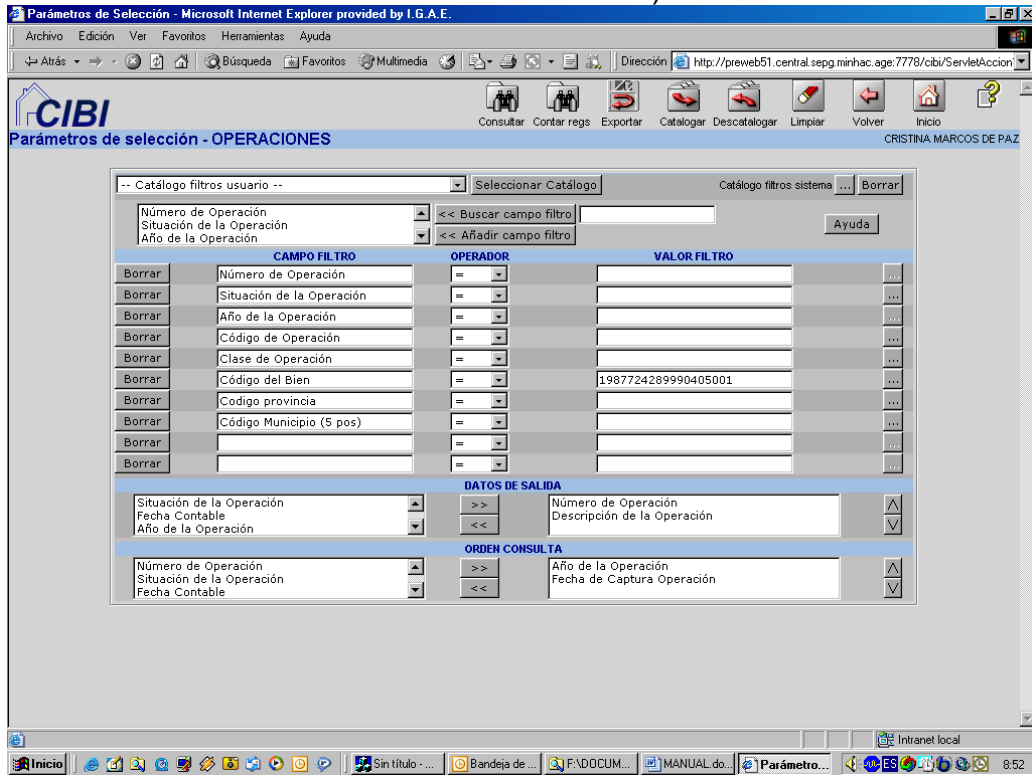 Parámetros de Selección - Microsoft Internet Explorer provided by I.G.A.E.
Archivo Edición Ver Favoritos Herramientas Ayuda
Atrás Búsqueda Favoritos Multimedia Dirección http://preweb51.central.sepg.minhac.age:7778/cibi/ServletAccion
CIBI
Consultar Contar regs Exportar Catalogar Descatalogar Limpiar Volver Inicio
Parámetros de selección - OPERACIONES CRISTINA MARCOS DE PAZ
-- Catálogo filtros usuario -- Seleccionar Catálogo Catálogo filtros sistema ... Borrar
Número de Operación
Situación de la Operación
Año de la Operación
<< Buscar campo filtro
<< Añadir campo filtro
Ayuda
CAMPO FILTRO OPERADOR VALOR FILTRO
Borrar Número de Operación = ...
Borrar Situación de la Operación = ...
Borrar Año de la Operación = ...
Borrar Código de Operación = ...
Borrar Clase de Operación = ...
Borrar Código del Bien = 1987724289990405001 ...
Borrar Codigo provincia = ...
Borrar Código Municipio (5 pos) = ...
Borrar = ...
Borrar = ...
DATOS DE SALIDA
Situación de la Operación
Fecha Contable
Año de la Operación
>>
<<
Número de Operación
Descripción de la Operación
ORDEN CONSULTA
Número de Operación
Situación de la Operación
Fecha Contable
>>
<<
Año de la Operación
Fecha de Captura Operación
Intranet local
Inicio Sin título - ... Bandeja de ... F:\DOCUM... MANUAL.do... Parámetro... ES 8:52